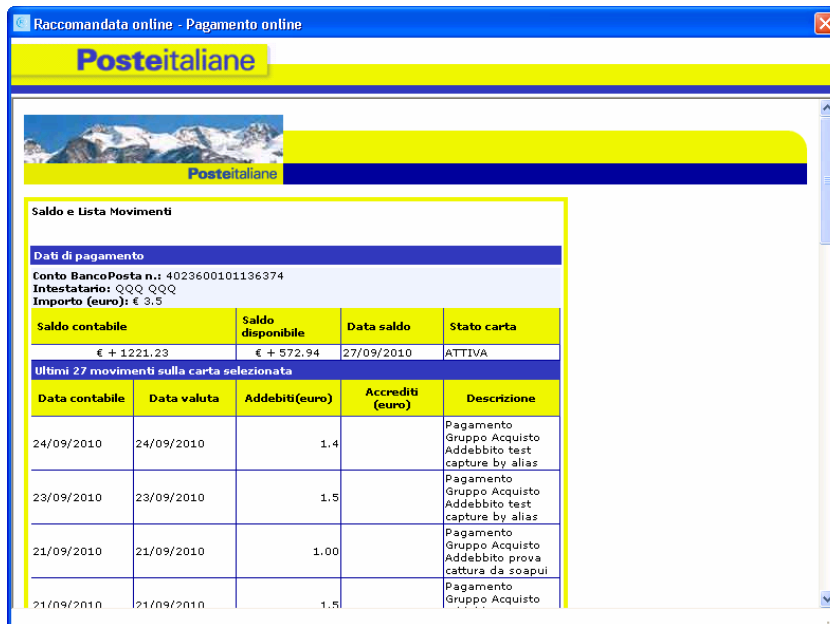 Raccomandata online - Pagamento online
Posteitaliane
Posteitaliane
Saldo e Lista Movimenti
Dati di pagamento
Conto BancoPosta n.: 4023600101136374
Intestatario: QQQ QQQ
Importo (euro): € 3.5
Saldo contabile Saldo disponibile Data saldo Stato carta
€ + 1221.23 € + 572.94 27/09/2010 ATTIVA
Ultimi 27 movimenti sulla carta selezionata
Data contabile Data valuta Addebiti(euro) Accrediti (euro) Descrizione
24/09/2010 24/09/2010 1.4 Pagamento
Gruppo Acquisto
Addebbito test
capture by alias
23/09/2010 23/09/2010 1.5 Pagamento
Gruppo Acquisto
Addebbito test
capture by alias
21/09/2010 21/09/2010 1.00 Pagamento
Gruppo Acquisto
Addebbito prova
cattura da soapui
21/09/2010 21/09/2010 1.5 Pagamento
Gruppo Acquisto